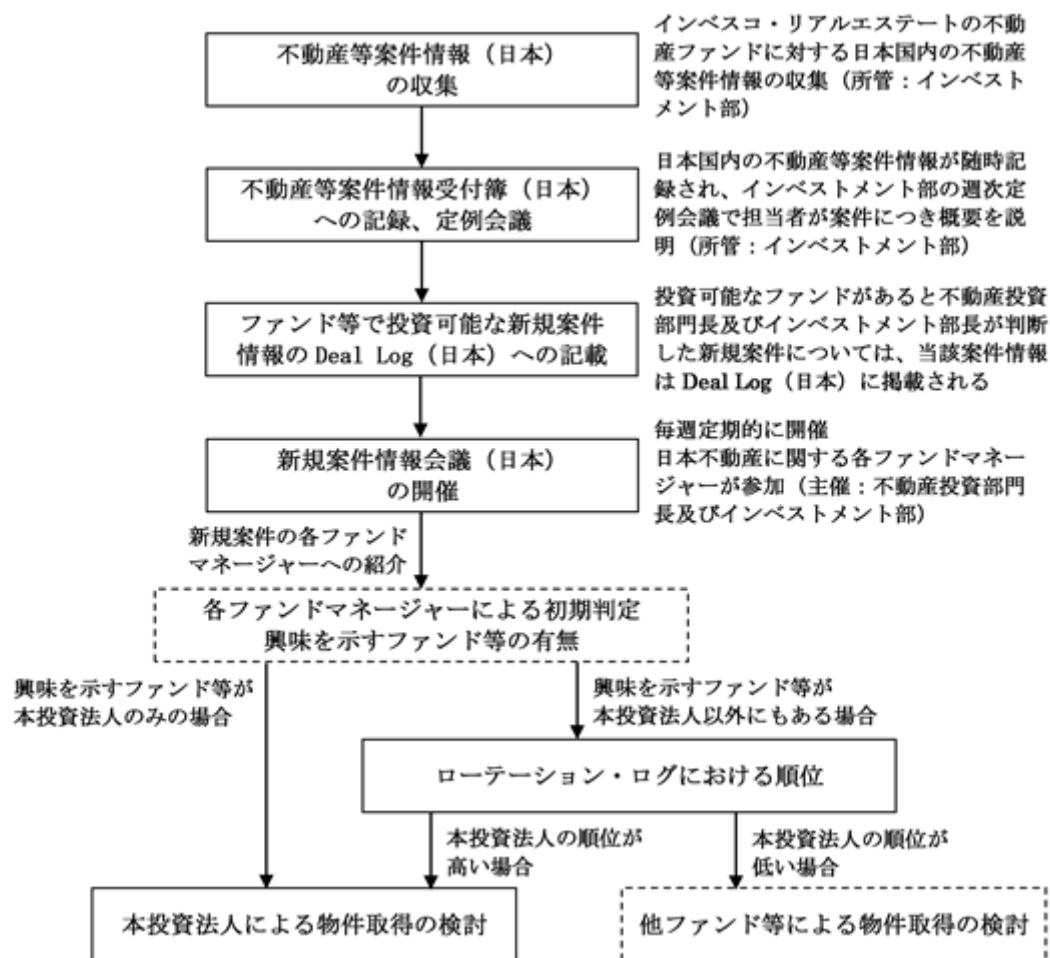 不動産等案件情報（日本）
の収集
インベスコ・リアルエステートの不動
産ファンドに対する日本国内の不動産
等案件情報の収集（所管：インベスト
メント部）
不動産等案件情報受付簿（日本）
への記録、定例会議
日本国内の不動産等案件情報が随時記
録され、インベストメント部の週次定
例会議で担当者が案件につき概要を説
明（所管：インベストメント部）
ファンド等で投資可能な新規案件
情報の Deal Log（日本）への記載
投資可能なファンドがあると不動産投資
部門長及びインベストメント部長が判断
した新規案件については、当該案件情報
は Deal Log（日本）に掲載される
新規案件情報会議（日本）
の開催
毎週定期的に開催
日本不動産に関する各ファンドマネー
ジャーが参加（主催：不動産投資部門
長及びインベストメント部）
新規案件の各ファンド
マネージャーへの紹介
各ファンドマネージャーによる初期判定
興味を示すファンド等の有無
興味を示すファンド等が
本投資法人のみの場合
興味を示すファンド等が
本投資法人以外にもある場合
ローテーション・ログにおける順位
本投資法人の順位が
高い場合
本投資法人の順位が
低い場合
本投資法人による物件取得の検討
他ファンド等による物件取得の検討